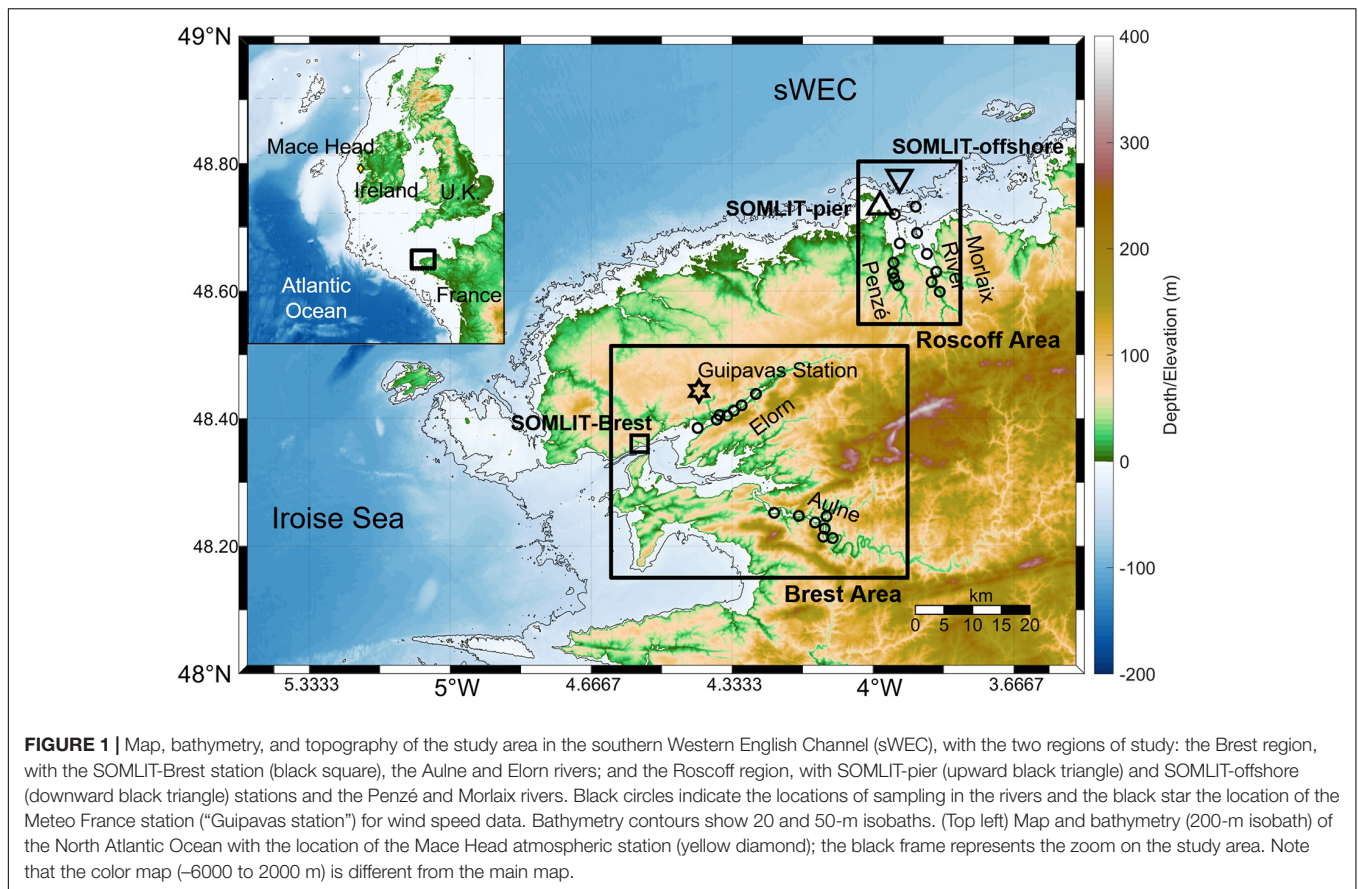 49°N
48.80
48.60
48.40
48.20
48°N
5.3333
5°W
4.6667
4.3333
4°W
3.6667
Mace Head
Ireland
U.K.
Atlantic
Ocean
France
sWEC
SOMLIT-offshore
SOMLIT-pier
Penzé
River
Morlaix
Roscoff Area
Guipavas Station
Elorn
SOMLIT-Brest
Aulne
Iroise Sea
Brest Area
km
0 5 10 15 20
400
300
200
100
0
-100
-200
Depth/Elevation (m)
FIGURE 1 | Map, bathymetry, and topography of the study area in the southern Western English Channel (sWEC), with the two regions of study: the Brest region,
with the SOMLIT-Brest station (black square), the Aulne and Elorn rivers; and the Roscoff region, with SOMLIT-pier (upward black triangle) and SOMLIT-offshore
(downward black triangle) stations and the Penzé and Morlaix rivers. Black circles indicate the locations of sampling in the rivers and the black star the location of the
Meteo France station (“Guipavas station”) for wind speed data. Bathymetry contours show 20 and 50-m isobaths. (Top left) Map and bathymetry (200-m isobath) of
the North Atlantic Ocean with the location of the Mace Head atmospheric station (yellow diamond); the black frame represents the zoom on the study area. Note
that the color map (–6000 to 2000 m) is different from the main map.